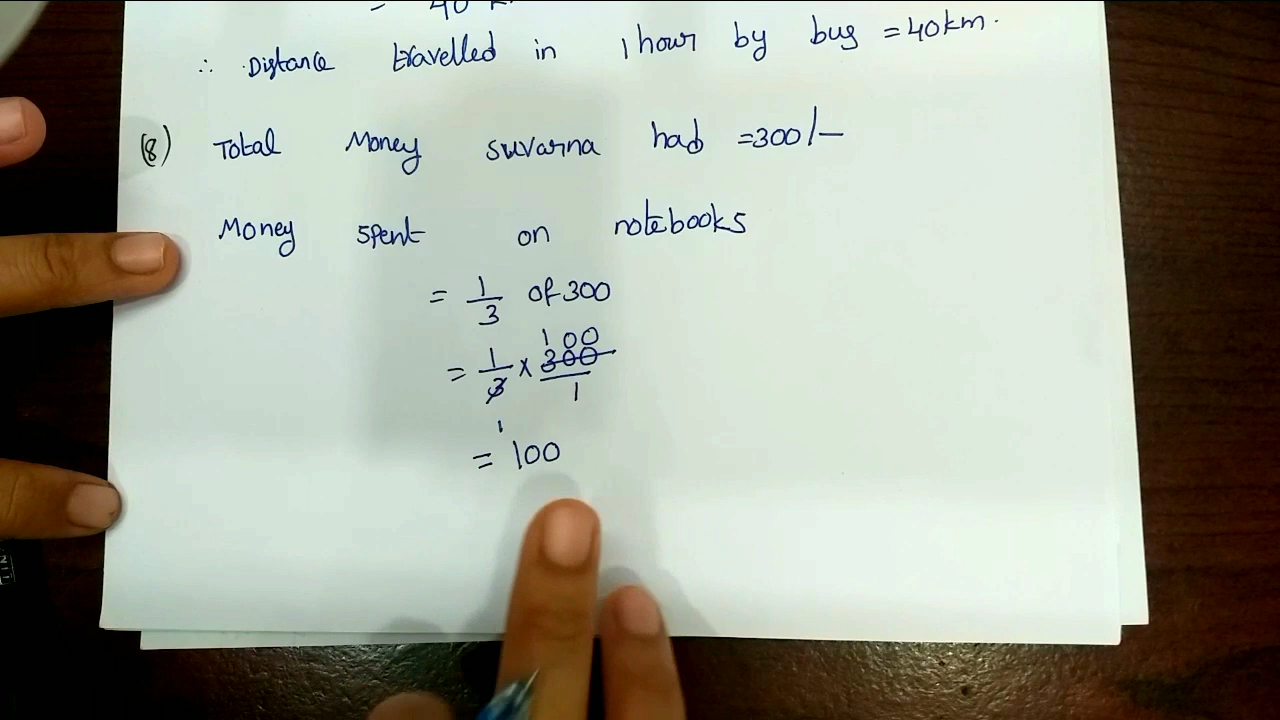 = 40 k
∴ Distance travelled in 1 hour by bus = 40km.
(8) Total Money suvarna had =300/-
Money spent on notebooks
= 1/3 of 300
100
= 1/3 × 300/1
1
= 100